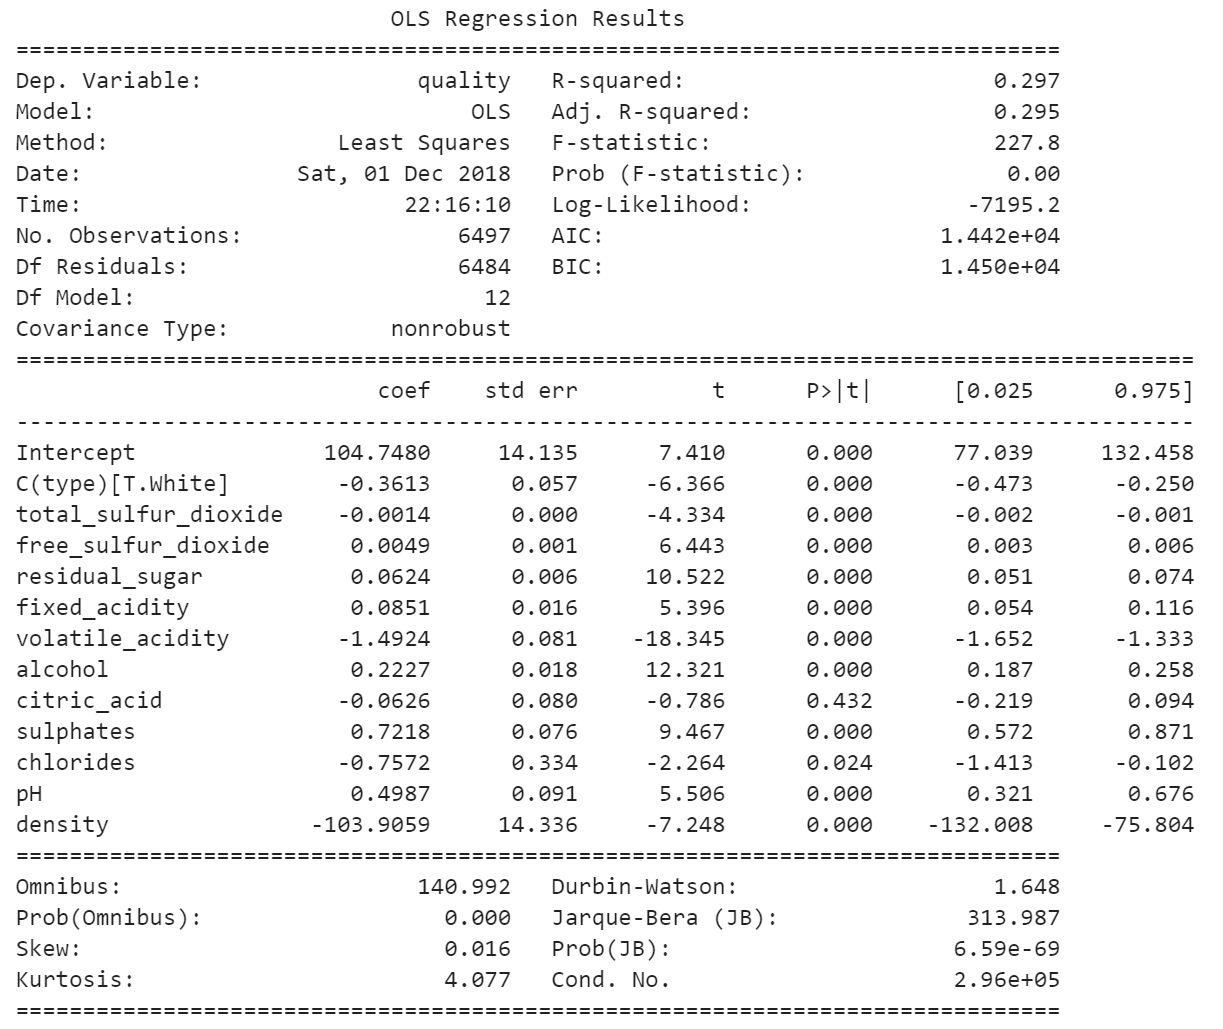 OLS Regression Results
==============================================================================
Dep. Variable:                quality   R-squared:                       0.297
Model:                            OLS   Adj. R-squared:                  0.295
Method:                 Least Squares   F-statistic:                     227.8
Date:                Sat, 01 Dec 2018   Prob (F-statistic):               0.00
Time:                        22:16:10   Log-Likelihood:                -7195.2
No. Observations:                6497   AIC:                         1.442e+04
Df Residuals:                    6484   BIC:                         1.450e+04
Df Model:                          12
Covariance Type:            nonrobust
========================================================================================
                           coef    std err          t      P>|t|      [0.025      0.975]
----------------------------------------------------------------------------------------
Intercept              104.7480     14.135      7.410      0.000      77.039     132.458
C(type)[T.White]        -0.3613      0.057     -6.366      0.000      -0.473      -0.250
total_sulfur_dioxide    -0.0014      0.000     -4.334      0.000      -0.002      -0.001
free_sulfur_dioxide      0.0049      0.001      6.443      0.000       0.003       0.006
residual_sugar           0.0624      0.006     10.522      0.000       0.051       0.074
fixed_acidity            0.0851      0.016      5.396      0.000       0.054       0.116
volatile_acidity        -1.4924      0.081    -18.345      0.000      -1.652      -1.333
alcohol                  0.2227      0.018     12.321      0.000       0.187       0.258
citric_acid             -0.0626      0.080     -0.786      0.432      -0.219       0.094
sulphates                0.7218      0.076      9.467      0.000       0.572       0.871
chlorides               -0.7572      0.334     -2.264      0.024      -1.413      -0.102
pH                       0.4987      0.091      5.506      0.000       0.321       0.676
density               -103.9059     14.336     -7.248      0.000    -132.008     -75.804
==============================================================================
Omnibus:                      140.992   Durbin-Watson:                   1.648
Prob(Omnibus):                  0.000   Jarque-Bera (JB):              313.987
Skew:                           0.016   Prob(JB):                     6.59e-69
Kurtosis:                       4.077   Cond. No.                     2.96e+05
==============================================================================